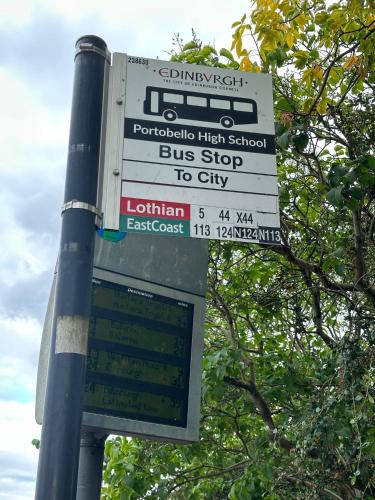 238630
·EDINBVRGH·
THE CITY OF EDINBURGH COUNCIL
Portobello High School
Bus Stop
To City
Lothian 5 44 X44
EastCoast 113 124 N124 N113
Destination